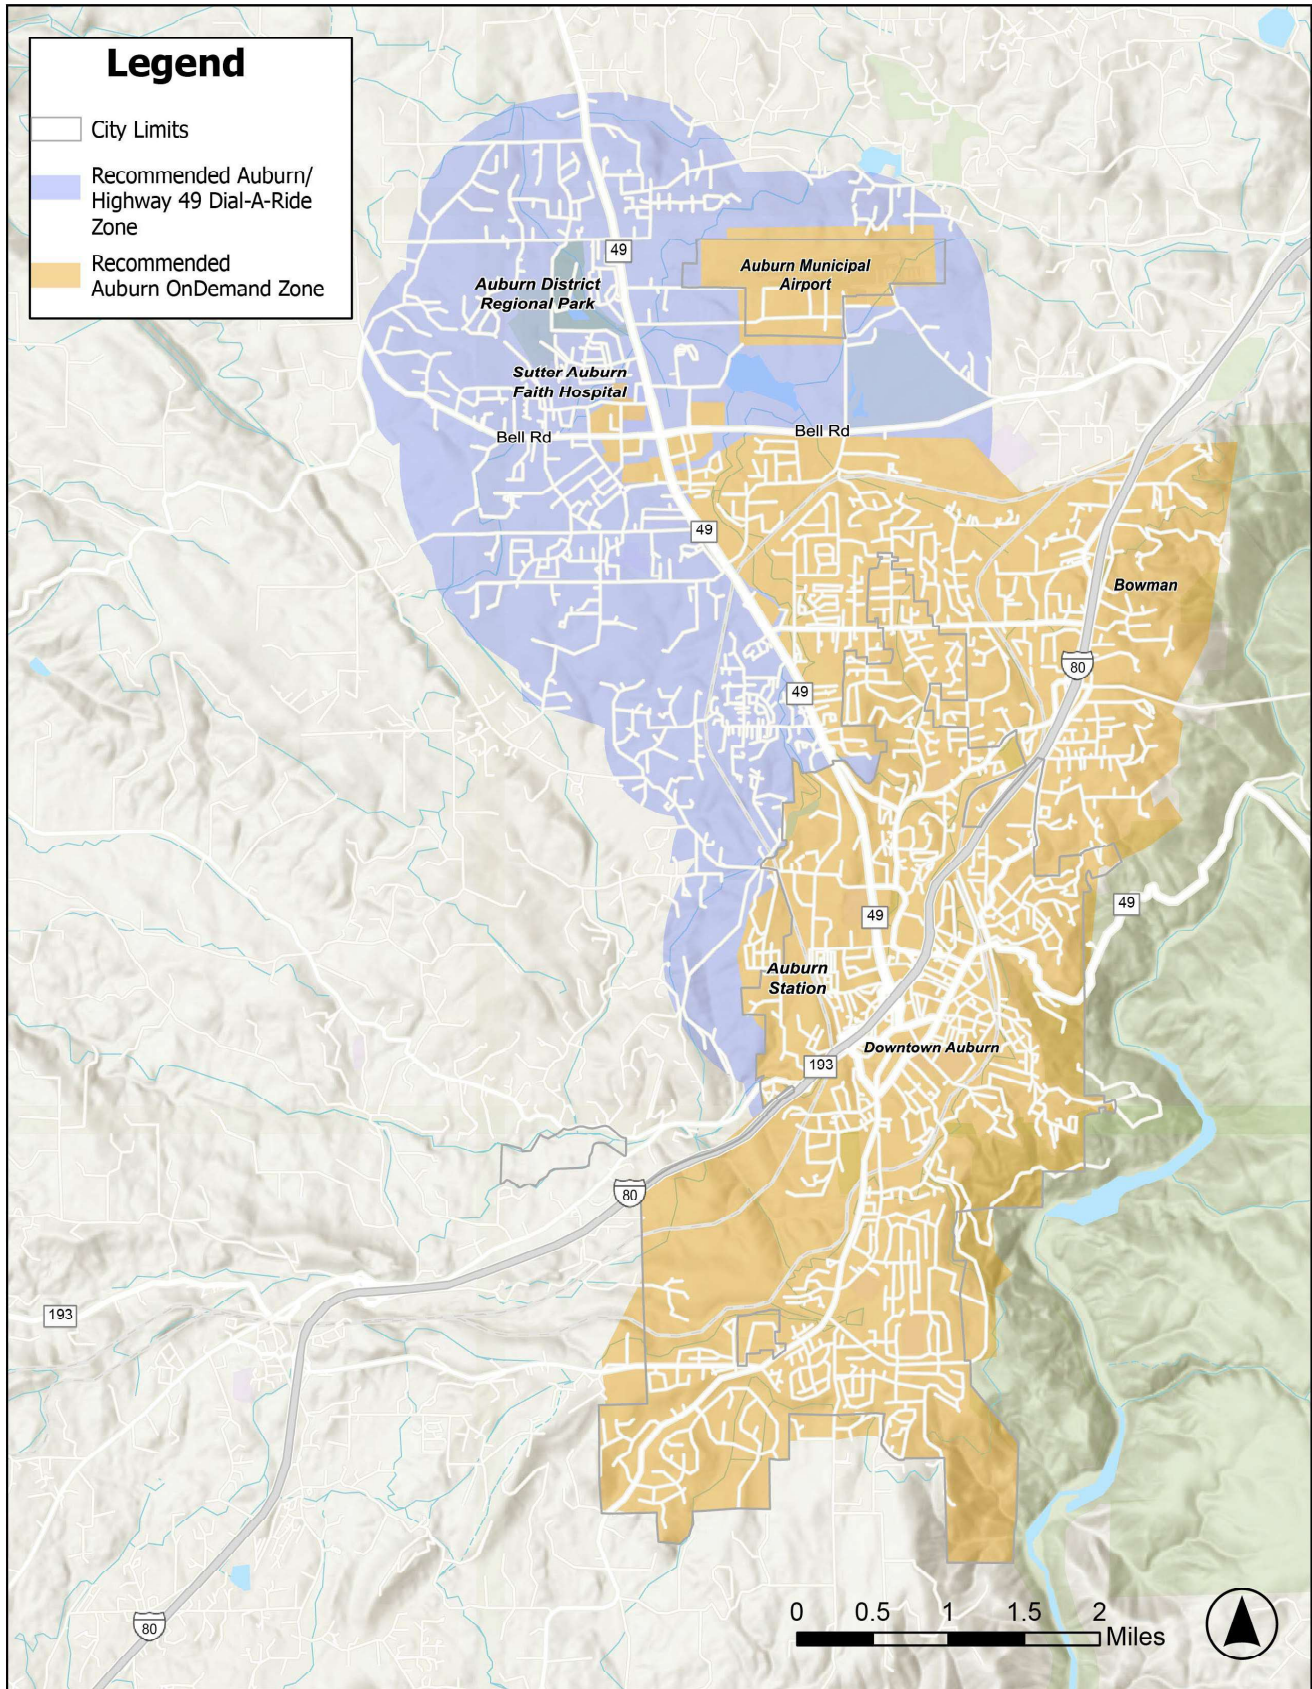 Legend
City Limits
Recommended Auburn/
Highway 49 Dial-A-Ride
Zone
Recommended
Auburn OnDemand Zone
49
Auburn Municipal
Airport
Auburn District
Regional Park
Sutter Auburn
Faith Hospital
Bell Rd
Bell Rd
49
Bowman
80
49
49
49
Auburn
Station
Downtown Auburn
193
80
193
80
0 0.5 1 1.5 2
Miles